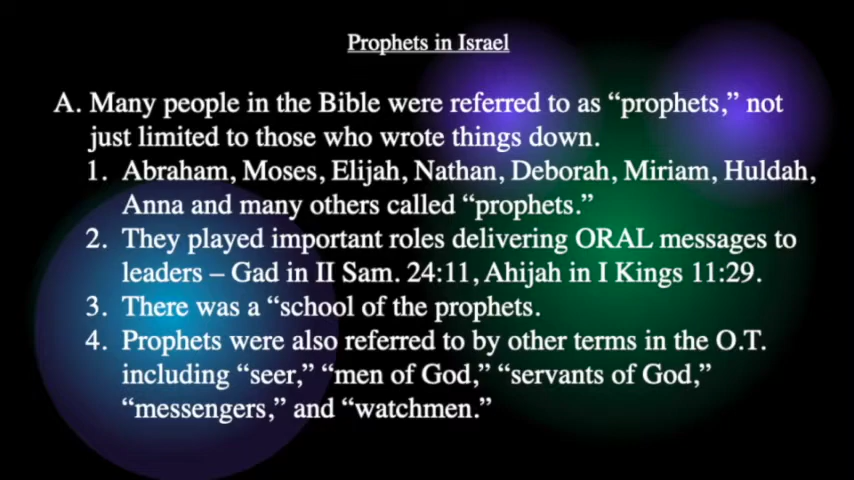 Prophets in Israel
A. Many people in the Bible were referred to as “prophets,” not
just limited to those who wrote things down.
1. Abraham, Moses, Elijah, Nathan, Deborah, Miriam, Huldah,
Anna and many others called “prophets.”
2. They played important roles delivering ORAL messages to
leaders – Gad in II Sam. 24:11, Ahijah in I Kings 11:29.
3. There was a “school of the prophets.
4. Prophets were also referred to by other terms in the O.T.
including “seer,” “men of God,” “servants of God,”
“messengers,” and “watchmen.”